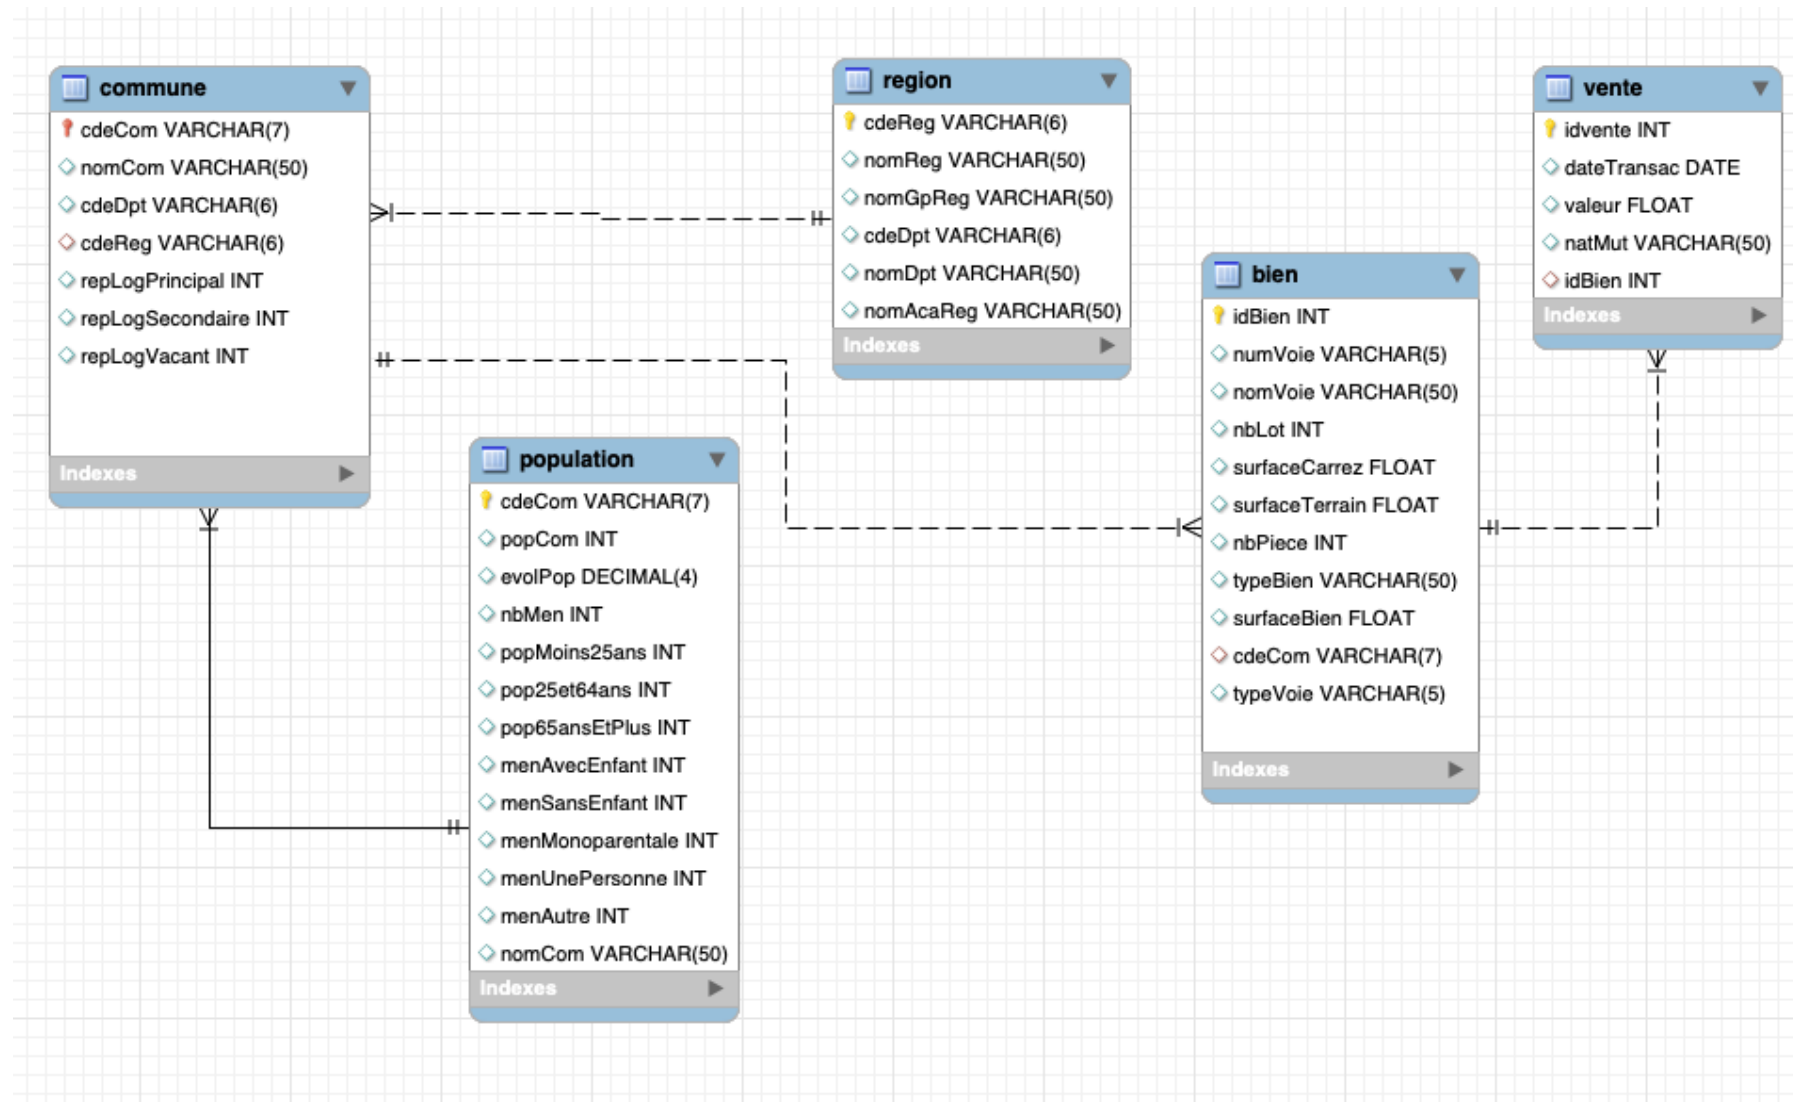 commune
cdeCom VARCHAR(7)
nomCom VARCHAR(50)
cdeDpt VARCHAR(6)
cdeReg VARCHAR(6)
repLogPrincipal INT
repLogSecondaire INT
repLogVacant INT
Indexes
region
cdeReg VARCHAR(6)
nomReg VARCHAR(50)
nomGpReg VARCHAR(50)
cdeDpt VARCHAR(6)
nomDpt VARCHAR(50)
nomAcaReg VARCHAR(50)
Indexes
vente
idvente INT
dateTransac DATE
valeur FLOAT
natMut VARCHAR(50)
idBien INT
Indexes
bien
idBien INT
numVoie VARCHAR(5)
nomVoie VARCHAR(50)
nbLot INT
surfaceCarrez FLOAT
surfaceTerrain FLOAT
nbPiece INT
typeBien VARCHAR(50)
surfaceBien FLOAT
cdeCom VARCHAR(7)
typeVoie VARCHAR(5)
Indexes
population
cdeCom VARCHAR(7)
popCom INT
evolPop DECIMAL(4)
nbMen INT
popMoins25ans INT
pop25et64ans INT
pop65ansEtPlus INT
menAvecEnfant INT
menSansEnfant INT
menMonoparentale INT
menUnePersonne INT
menAutre INT
nomCom VARCHAR(50)
Indexes